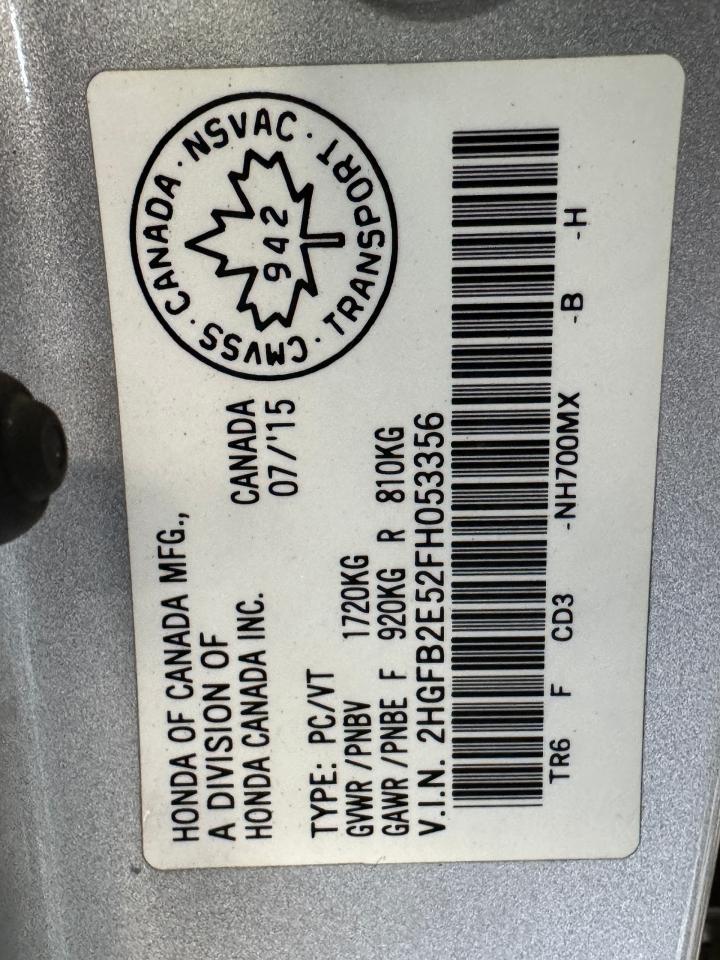 HONDA OF CANADA MFG.,
A DIVISION OF
HONDA CANADA INC.
CANADA
07/'15
CMVSS · CANADA · NSVAC · TRANSPORT ·
942
TYPE: PC/VT
GVWR /PNBV 1720KG
GAWR /PNBE F 920KG R 810KG
V.I.N. 2HGFB2E52FH053356
TR6 F CD3 -NH700MX -B -H